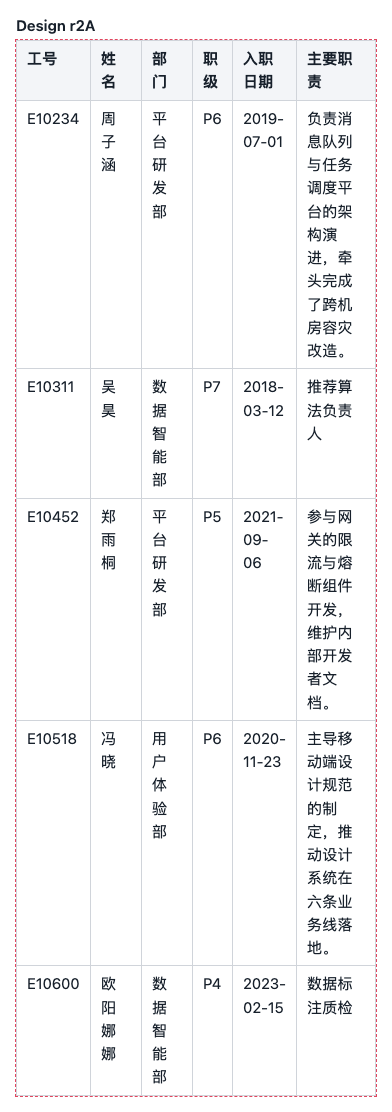 Design r2A
工号 姓名 部门 职级 入职日期 主要职责
E10234 周子涵 平台研发部 P6 2019-07-01 负责消息队列与任务调度平台的架构演进，牵头完成了跨机房容灾改造。
E10311 吴昊 数据智能部 P7 2018-03-12 推荐算法负责人
E10452 郑雨桐 平台研发部 P5 2021-09-06 参与网关的限流与熔断组件开发，维护内部开发者文档。
E10518 冯晓 用户体验部 P6 2020-11-23 主导移动端设计规范的制定，推动设计系统在六条业务线落地。
E10600 欧阳娜娜 数据智能部 P4 2023-02-15 数据标注质检